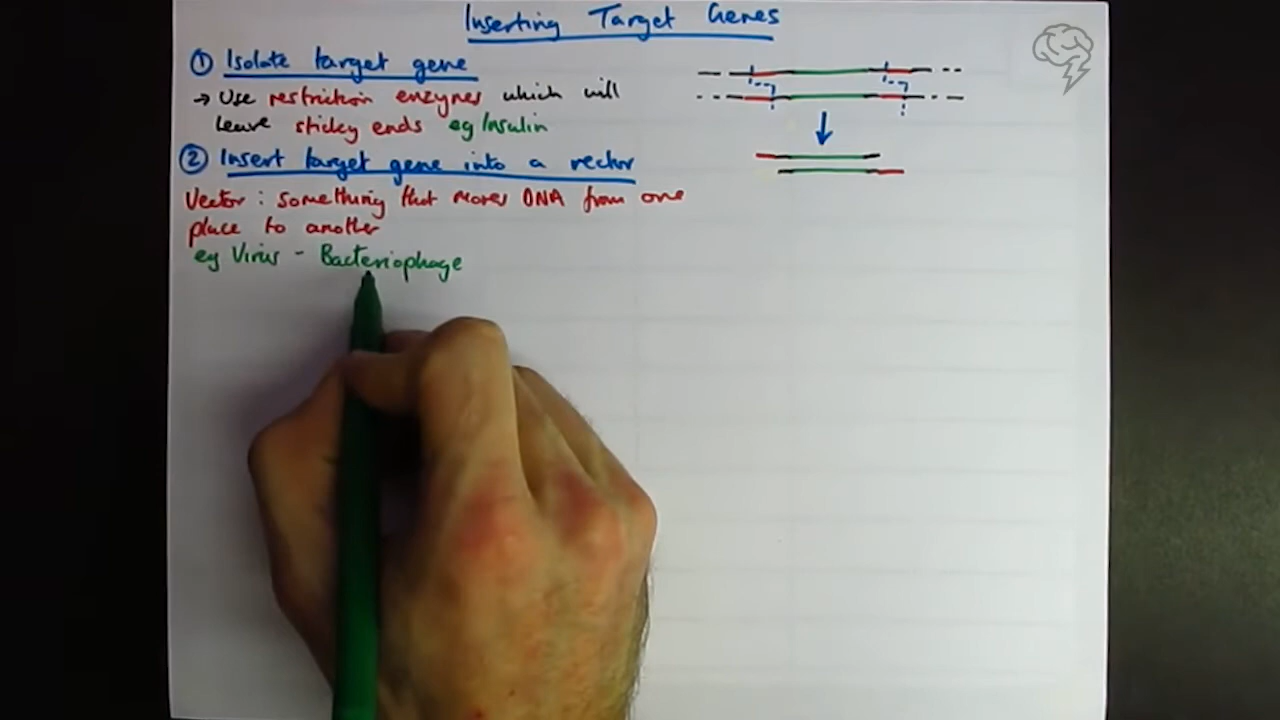 Inserting Target Genes
① Isolate target gene
→ Use restriction enzymes which will
leave sticky ends eg Insulin
② Insert target gene into a vector
Vector : Something that moves DNA from one
place to another
eg Virus - Bacteriophage